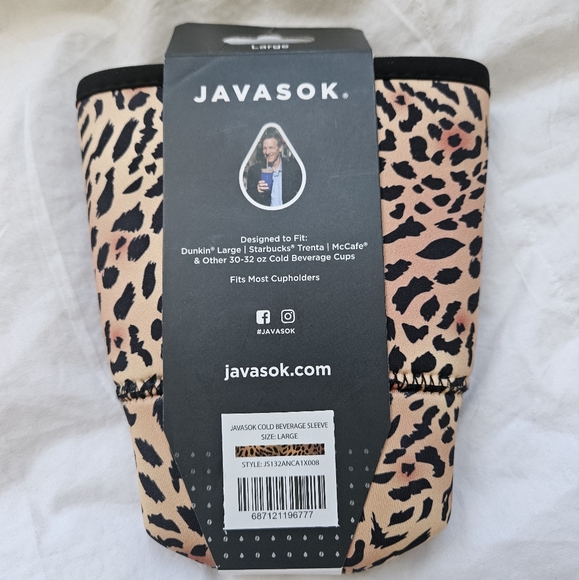 Large
JAVASOK®
Designed to Fit:
Dunkin® Large | Starbucks® Trenta | McCafe®
& Other 30-32 oz Cold Beverage Cups
Fits Most Cupholders
#JAVASOK
javasok.com
JAVASOK COLD BEVERAGE SLEEVE
SIZE: LARGE
STYLE: JS132ANCA1X008
687121196777